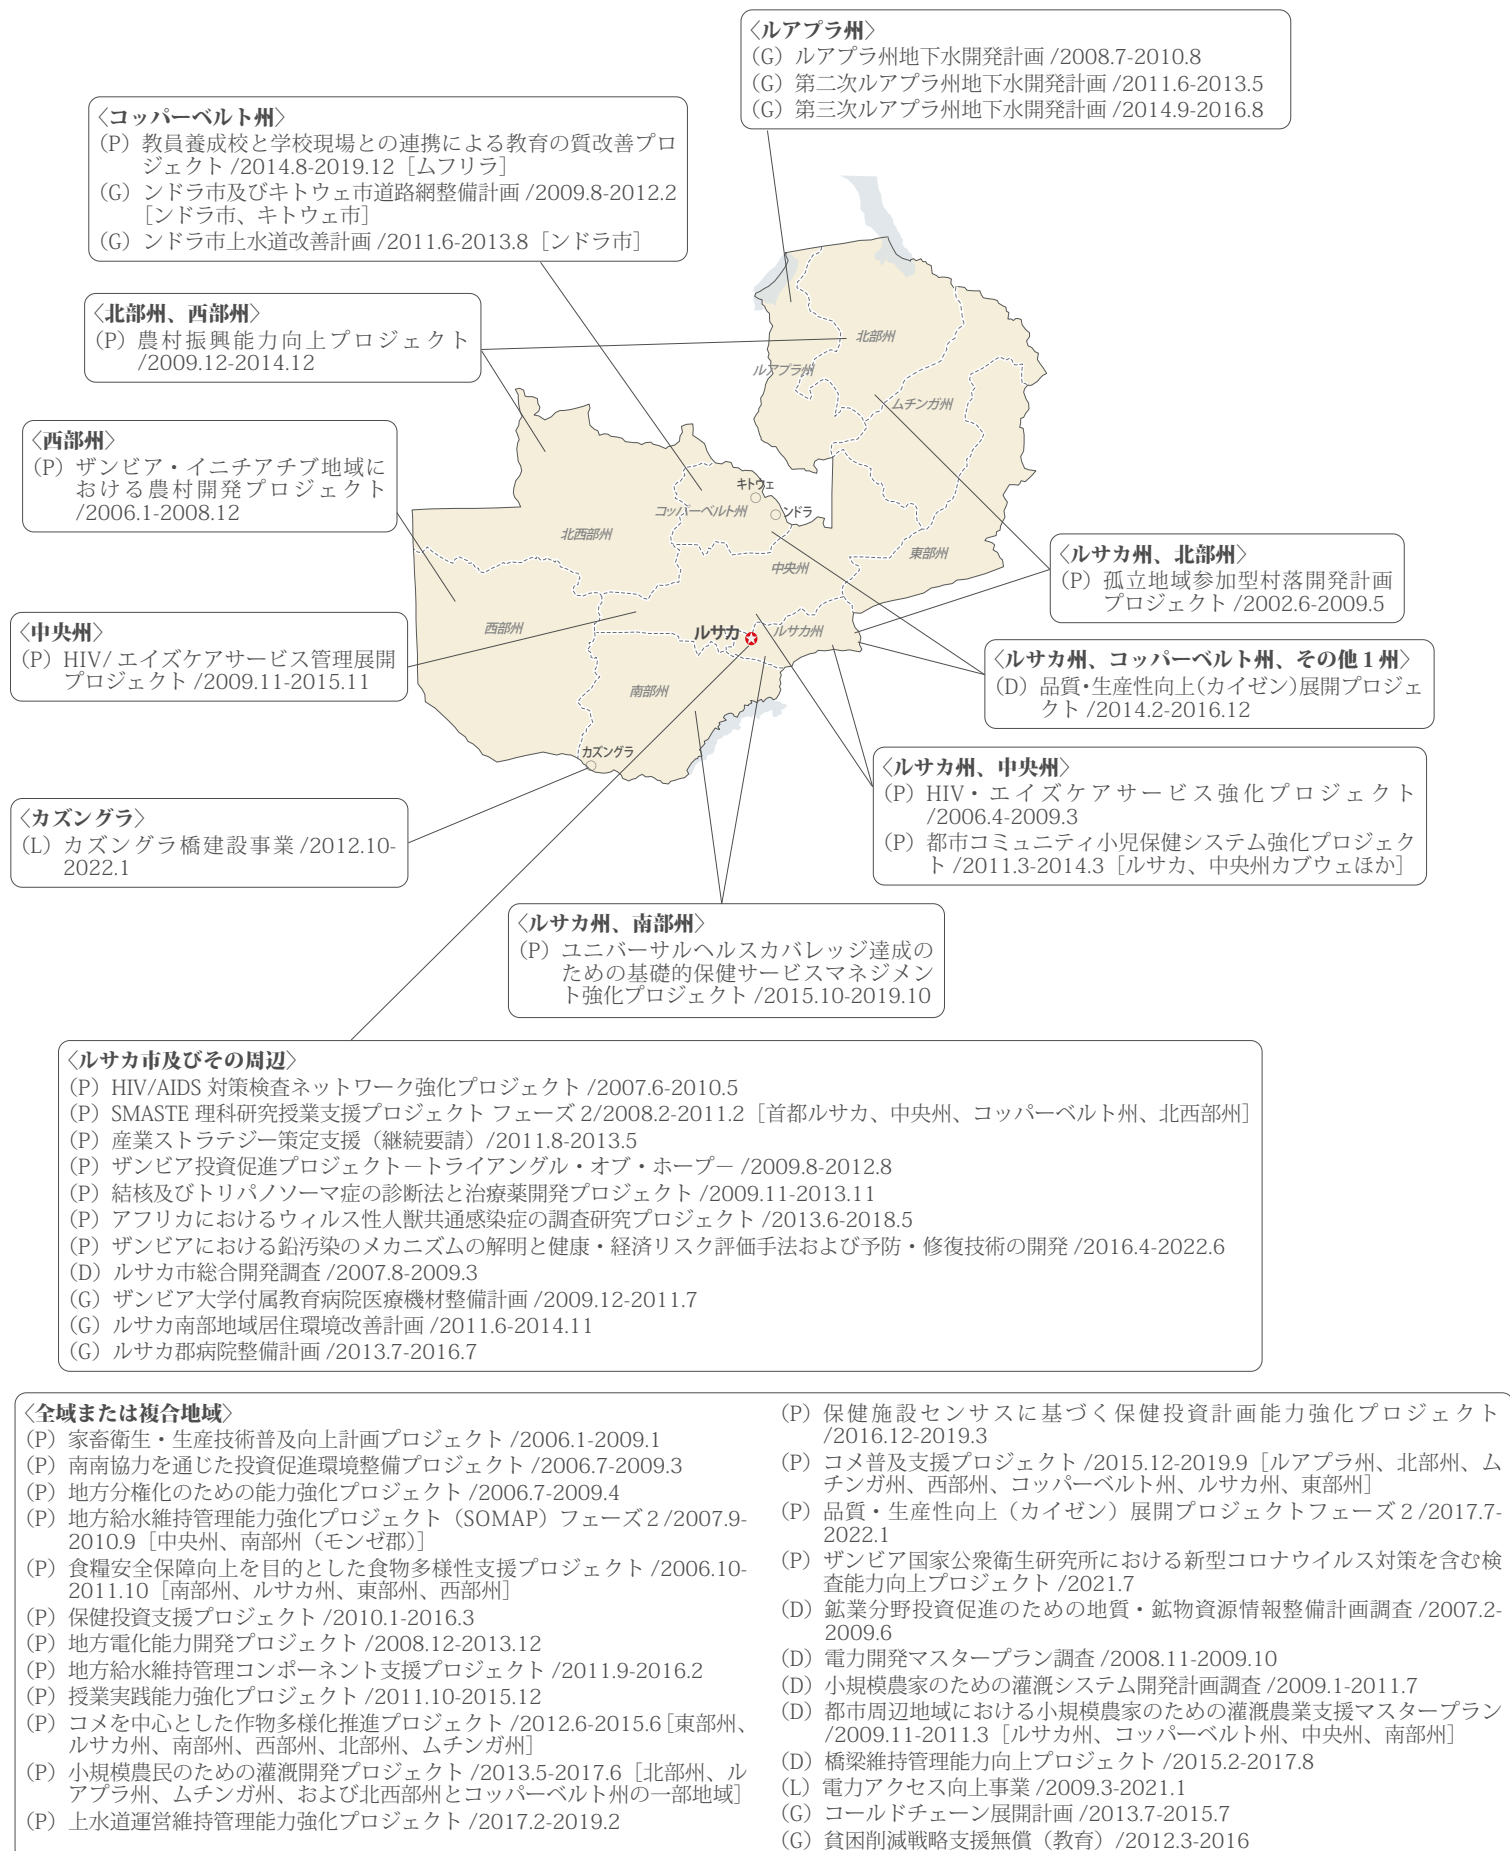 〈ルアプラ州〉
（G）ルアプラ州地下水開発計画 /2008.7-2010.8
（G）第二次ルアプラ州地下水開発計画 /2011.6-2013.5
（G）第三次ルアプラ州地下水開発計画 /2014.9-2016.8
〈コッパーベルト州〉
（P）教員養成校と学校現場との連携による教育の質改善プロ
ジェクト /2014.8-2019.12［ムフリラ］
（G）ンドラ市及びキトウェ市道路網整備計画 /2009.8-2012.2
［ンドラ市、キトウェ市］
（G）ンドラ市上水道改善計画 /2011.6-2013.8［ンドラ市］
〈北部州、西部州〉
（P）農村振興能力向上プロジェクト
/2009.12-2014.12
〈西部州〉
（P）ザンビア・イニチアチブ地域に
おける農村開発プロジェクト
/2006.1-2008.12
〈中央州〉
（P）HIV/ エイズケアサービス管理展開
プロジェクト /2009.11-2015.11
〈カズングラ〉
（L）カズングラ橋建設事業 /2012.10-
2022.1
北部州
ルアプラ州
ムチンガ州
キトウェ
コッパーベルト州
ンドラ
北西部州
東部州
中央州
西部州
ルサカ
ルサカ州
南部州
カズングラ
〈ルサカ州、北部州〉
（P）孤立地域参加型村落開発計画
プロジェクト /2002.6-2009.5
〈ルサカ州、コッパーベルト州、その他１州〉
（D）品質・生産性向上（カイゼン）展開プロジェ
クト /2014.2-2016.12
〈ルサカ州、中央州〉
（P）HIV・エイズケアサービス強化プロジェクト
/2006.4-2009.3
（P）都市コミュニティ小児保健システム強化プロジェク
ト /2011.3-2014.3［ルサカ、中央州カブウェほか］
〈ルサカ州、南部州〉
（P）ユニバーサルヘルスカバレッジ達成の
ための基礎的保健サービスマネジメン
ト強化プロジェクト /2015.10-2019.10
〈ルサカ市及びその周辺〉
（P）HIV/AIDS 対策検査ネットワーク強化プロジェクト /2007.6-2010.5
（P）SMASTE 理科研究授業支援プロジェクト フェーズ 2/2008.2-2011.2［首都ルサカ、中央州、コッパーベルト州、北西部州］
（P）産業ストラテジー策定支援（継続要請）/2011.8-2013.5
（P）ザンビア投資促進プロジェクト－トライアングル・オブ・ホープ－ /2009.8-2012.8
（P）結核及びトリパノソーマ症の診断法と治療薬開発プロジェクト /2009.11-2013.11
（P）アフリカにおけるウィルス性人獣共通感染症の調査研究プロジェクト /2013.6-2018.5
（P）ザンビアにおける鉛汚染のメカニズムの解明と健康・経済リスク評価手法および予防・修復技術の開発 /2016.4-2022.6
（D）ルサカ市総合開発調査 /2007.8-2009.3
（G）ザンビア大学付属教育病院医療機材整備計画 /2009.12-2011.7
（G）ルサカ南部地域居住環境改善計画 /2011.6-2014.11
（G）ルサカ郡病院整備計画 /2013.7-2016.7
〈全域または複合地域〉
（P）家畜衛生・生産技術普及向上計画プロジェクト /2006.1-2009.1
（P）南南協力を通じた投資促進環境整備プロジェクト /2006.7-2009.3
（P）地方分権化のための能力強化プロジェクト /2006.7-2009.4
（P）地方給水維持管理能力強化プロジェクト（SOMAP）フェーズ２/2007.9-
2010.9［中央州、南部州（モンゼ郡）］
（P）食糧安全保障向上を目的とした食物多様性支援プロジェクト /2006.10-
2011.10［南部州、ルサカ州、東部州、西部州］
（P）保健投資支援プロジェクト /2010.1-2016.3
（P）地方電化能力開発プロジェクト /2008.12-2013.12
（P）地方給水維持管理コンポーネント支援プロジェクト /2011.9-2016.2
（P）授業実践能力強化プロジェクト /2011.10-2015.12
（P）コメを中心とした作物多様化推進プロジェクト /2012.6-2015.6［東部州、
ルサカ州、南部州、西部州、北部州、ムチンガ州］
（P）小規模農民のための灌漑開発プロジェクト /2013.5-2017.6［北部州、ル
アプラ州、ムチンガ州、および北西部州とコッパーベルト州の一部地域］
（P）上水道運営維持管理能力強化プロジェクト /2017.2-2019.2
（P）保健施設センサスに基づく保健投資計画能力強化プロジェクト
/2016.12-2019.3
（P）コメ普及支援プロジェクト /2015.12-2019.9［ルアプラ州、北部州、ム
チンガ州、西部州、コッパーベルト州、ルサカ州、東部州］
（P）品質・生産性向上（カイゼン）展開プロジェクトフェーズ２/2017.7-
2022.1
（P）ザンビア国家公衆衛生研究所における新型コロナウイルス対策を含む検
査能力向上プロジェクト /2021.7
（D）鉱業分野投資促進のための地質・鉱物資源情報整備計画調査 /2007.2-
2009.6
（D）電力開発マスタープラン調査 /2008.11-2009.10
（D）小規模農家のための灌漑システム開発計画調査 /2009.1-2011.7
（D）都市周辺地域における小規模農家のための灌漑農業支援マスタープラン
/2009.11-2011.3［ルサカ州、コッパーベルト州、中央州、南部州］
（D）橋梁維持管理能力向上プロジェクト /2015.2-2017.8
（L）電力アクセス向上事業 /2009.3-2021.1
（G）コールドチェーン展開計画 /2013.7-2015.7
（G）貧困削減戦略支援無償（教育）/2012.3-2016